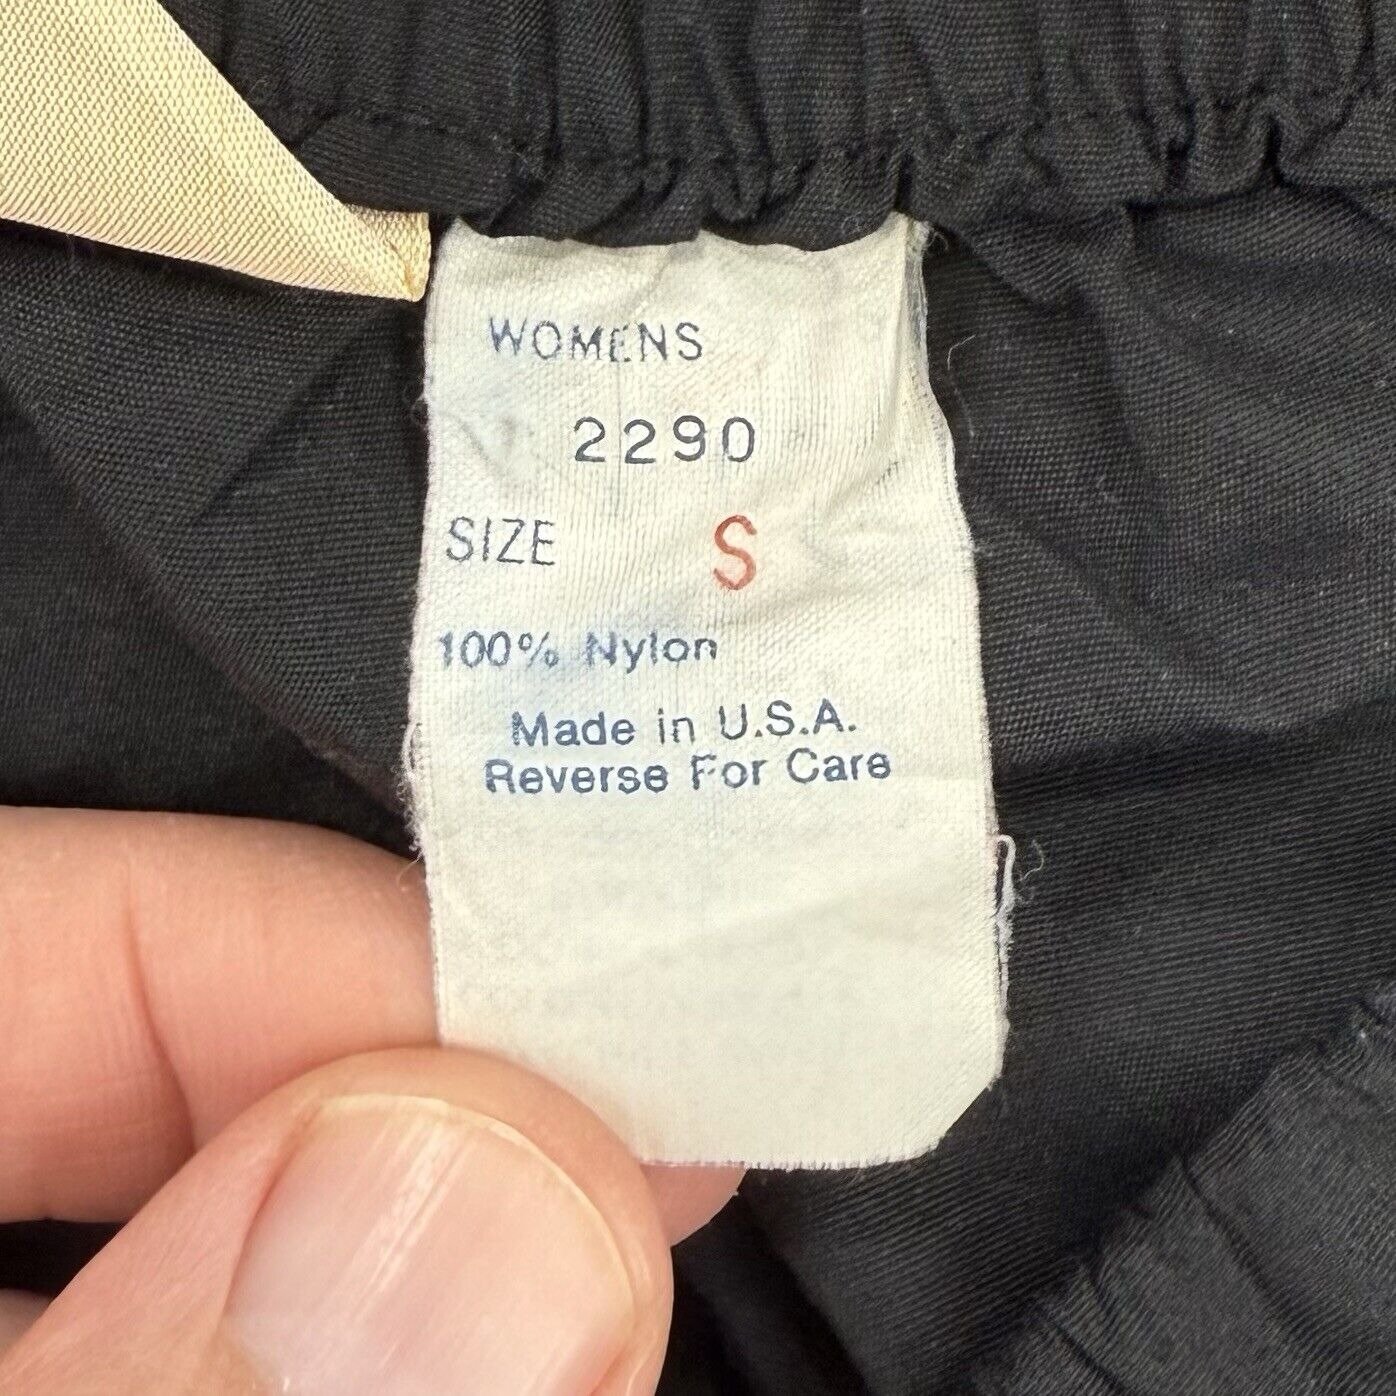 WOMENS
2290
SIZE S
100% Nylon
Made in U.S.A.
Reverse For Care